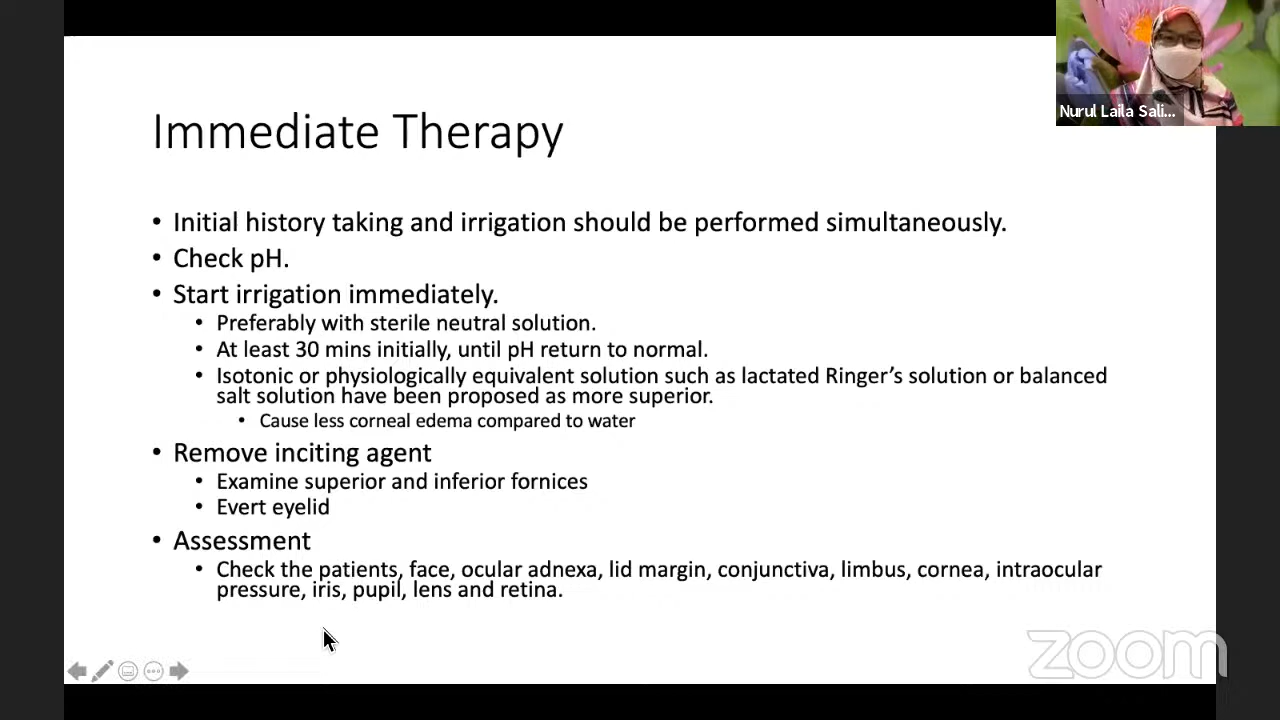 Nurul Laila Sali...
Immediate Therapy
• Initial history taking and irrigation should be performed simultaneously.
• Check pH.
• Start irrigation immediately.
• Preferably with sterile neutral solution.
• At least 30 mins initially, until pH return to normal.
• Isotonic or physiologically equivalent solution such as lactated Ringer’s solution or balanced
salt solution have been proposed as more superior.
• Cause less corneal edema compared to water
• Remove inciting agent
• Examine superior and inferior fornices
• Evert eyelid
• Assessment
• Check the patients, face, ocular adnexa, lid margin, conjunctiva, limbus, cornea, intraocular
pressure, iris, pupil, lens and retina.
zoom